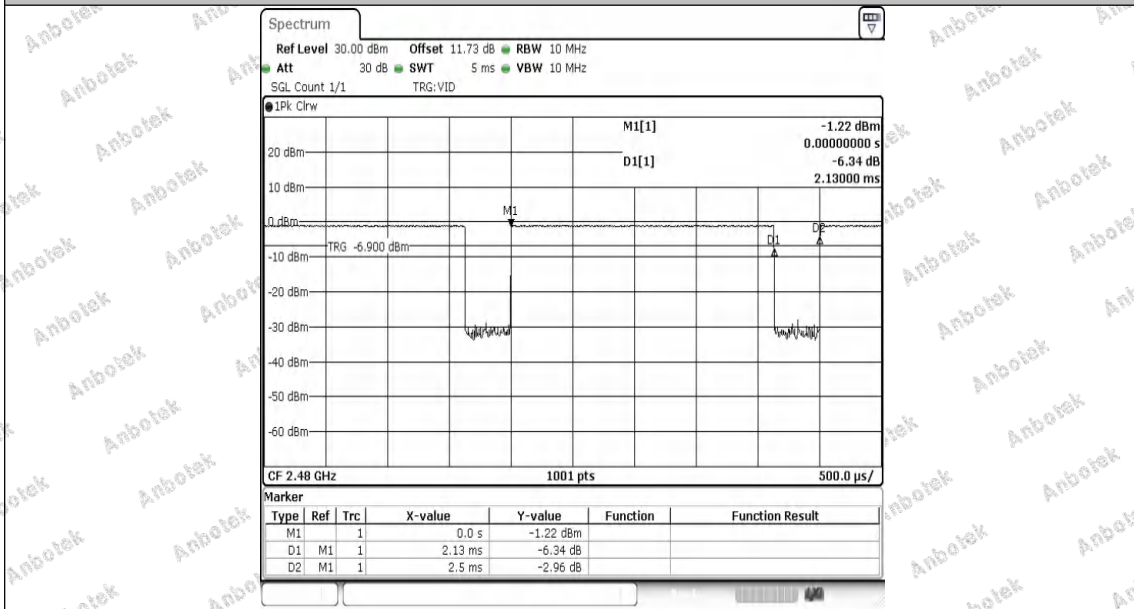 Spectrum
Ref Level 30.00 dBm Offset 11.73 dB RBW 10 MHz
Att 30 dB SWT 5 ms VBW 10 MHz
SGL Count 1/1 TRG:VID
1Pk Clrw
M1[1] -1.22 dBm
0.00000000 s
D1[1] -6.34 dB
2.13000 ms
20 dBm
10 dBm
0 dBm
-10 dBm
-20 dBm
-30 dBm
-40 dBm
-50 dBm
-60 dBm
TRG -6.900 dBm
M1
D1
D2
CF 2.48 GHz 1001 pts 500.0 µs/
Marker
Type Ref Trc X-value Y-value Function Function Result
M1 1 0.0 s -1.22 dBm
D1 M1 1 2.13 ms -6.34 dB
D2 M1 1 2.5 ms -2.96 dB
Anbotek